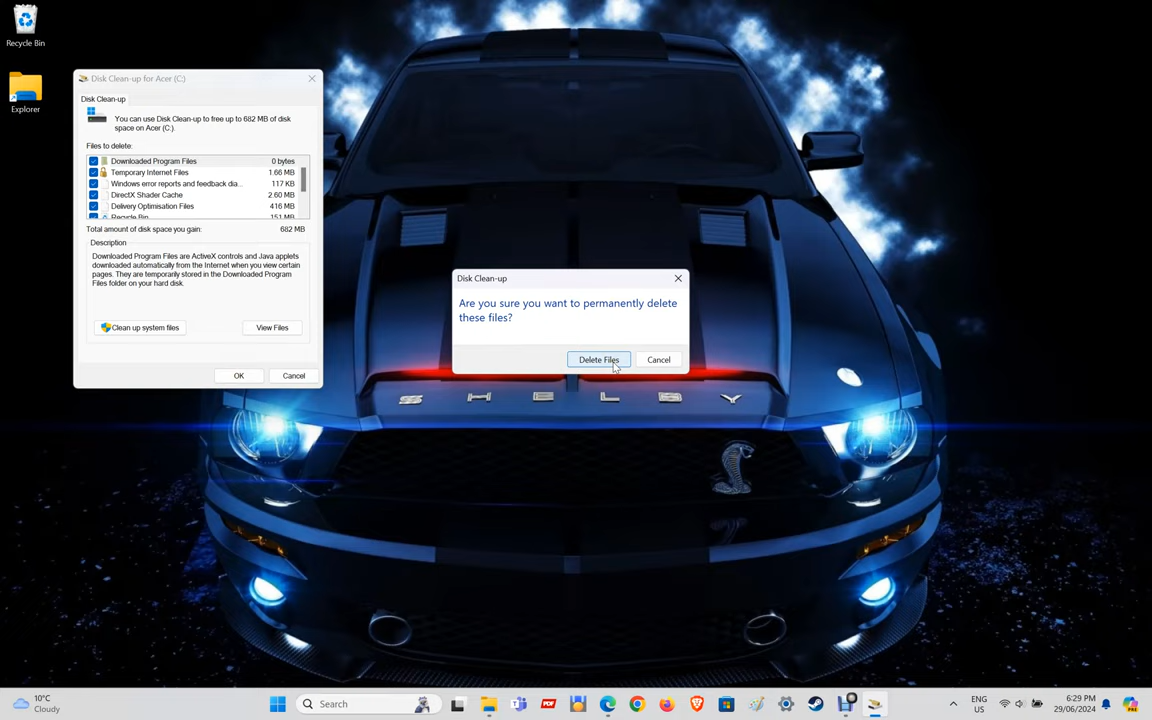 Recycle Bin
Explorer
Disk Clean-up for Acer (C:)
Disk Clean-up
You can use Disk Clean-up to free up to 682 MB of disk
space on Acer (C:).
Files to delete:
Downloaded Program Files 0 bytes
Temporary Internet Files 1.66 MB
Windows error reports and feedback dia... 117 KB
DirectX Shader Cache 2.60 MB
Delivery Optimisation Files 416 MB
Recycle Bin 151 MB
Total amount of disk space you gain: 682 MB
Description
Downloaded Program Files are ActiveX controls and Java applets
downloaded automatically from the Internet when you view certain
pages. They are temporarily stored in the Downloaded Program
Files folder on your hard disk.
Clean up system files View Files
OK Cancel
Disk Clean-up
Are you sure you want to permanently delete
these files?
Delete Files Cancel
SHELBY
10°C
Cloudy
Search
PDF
ENG
US
6:29 PM
29/06/2024